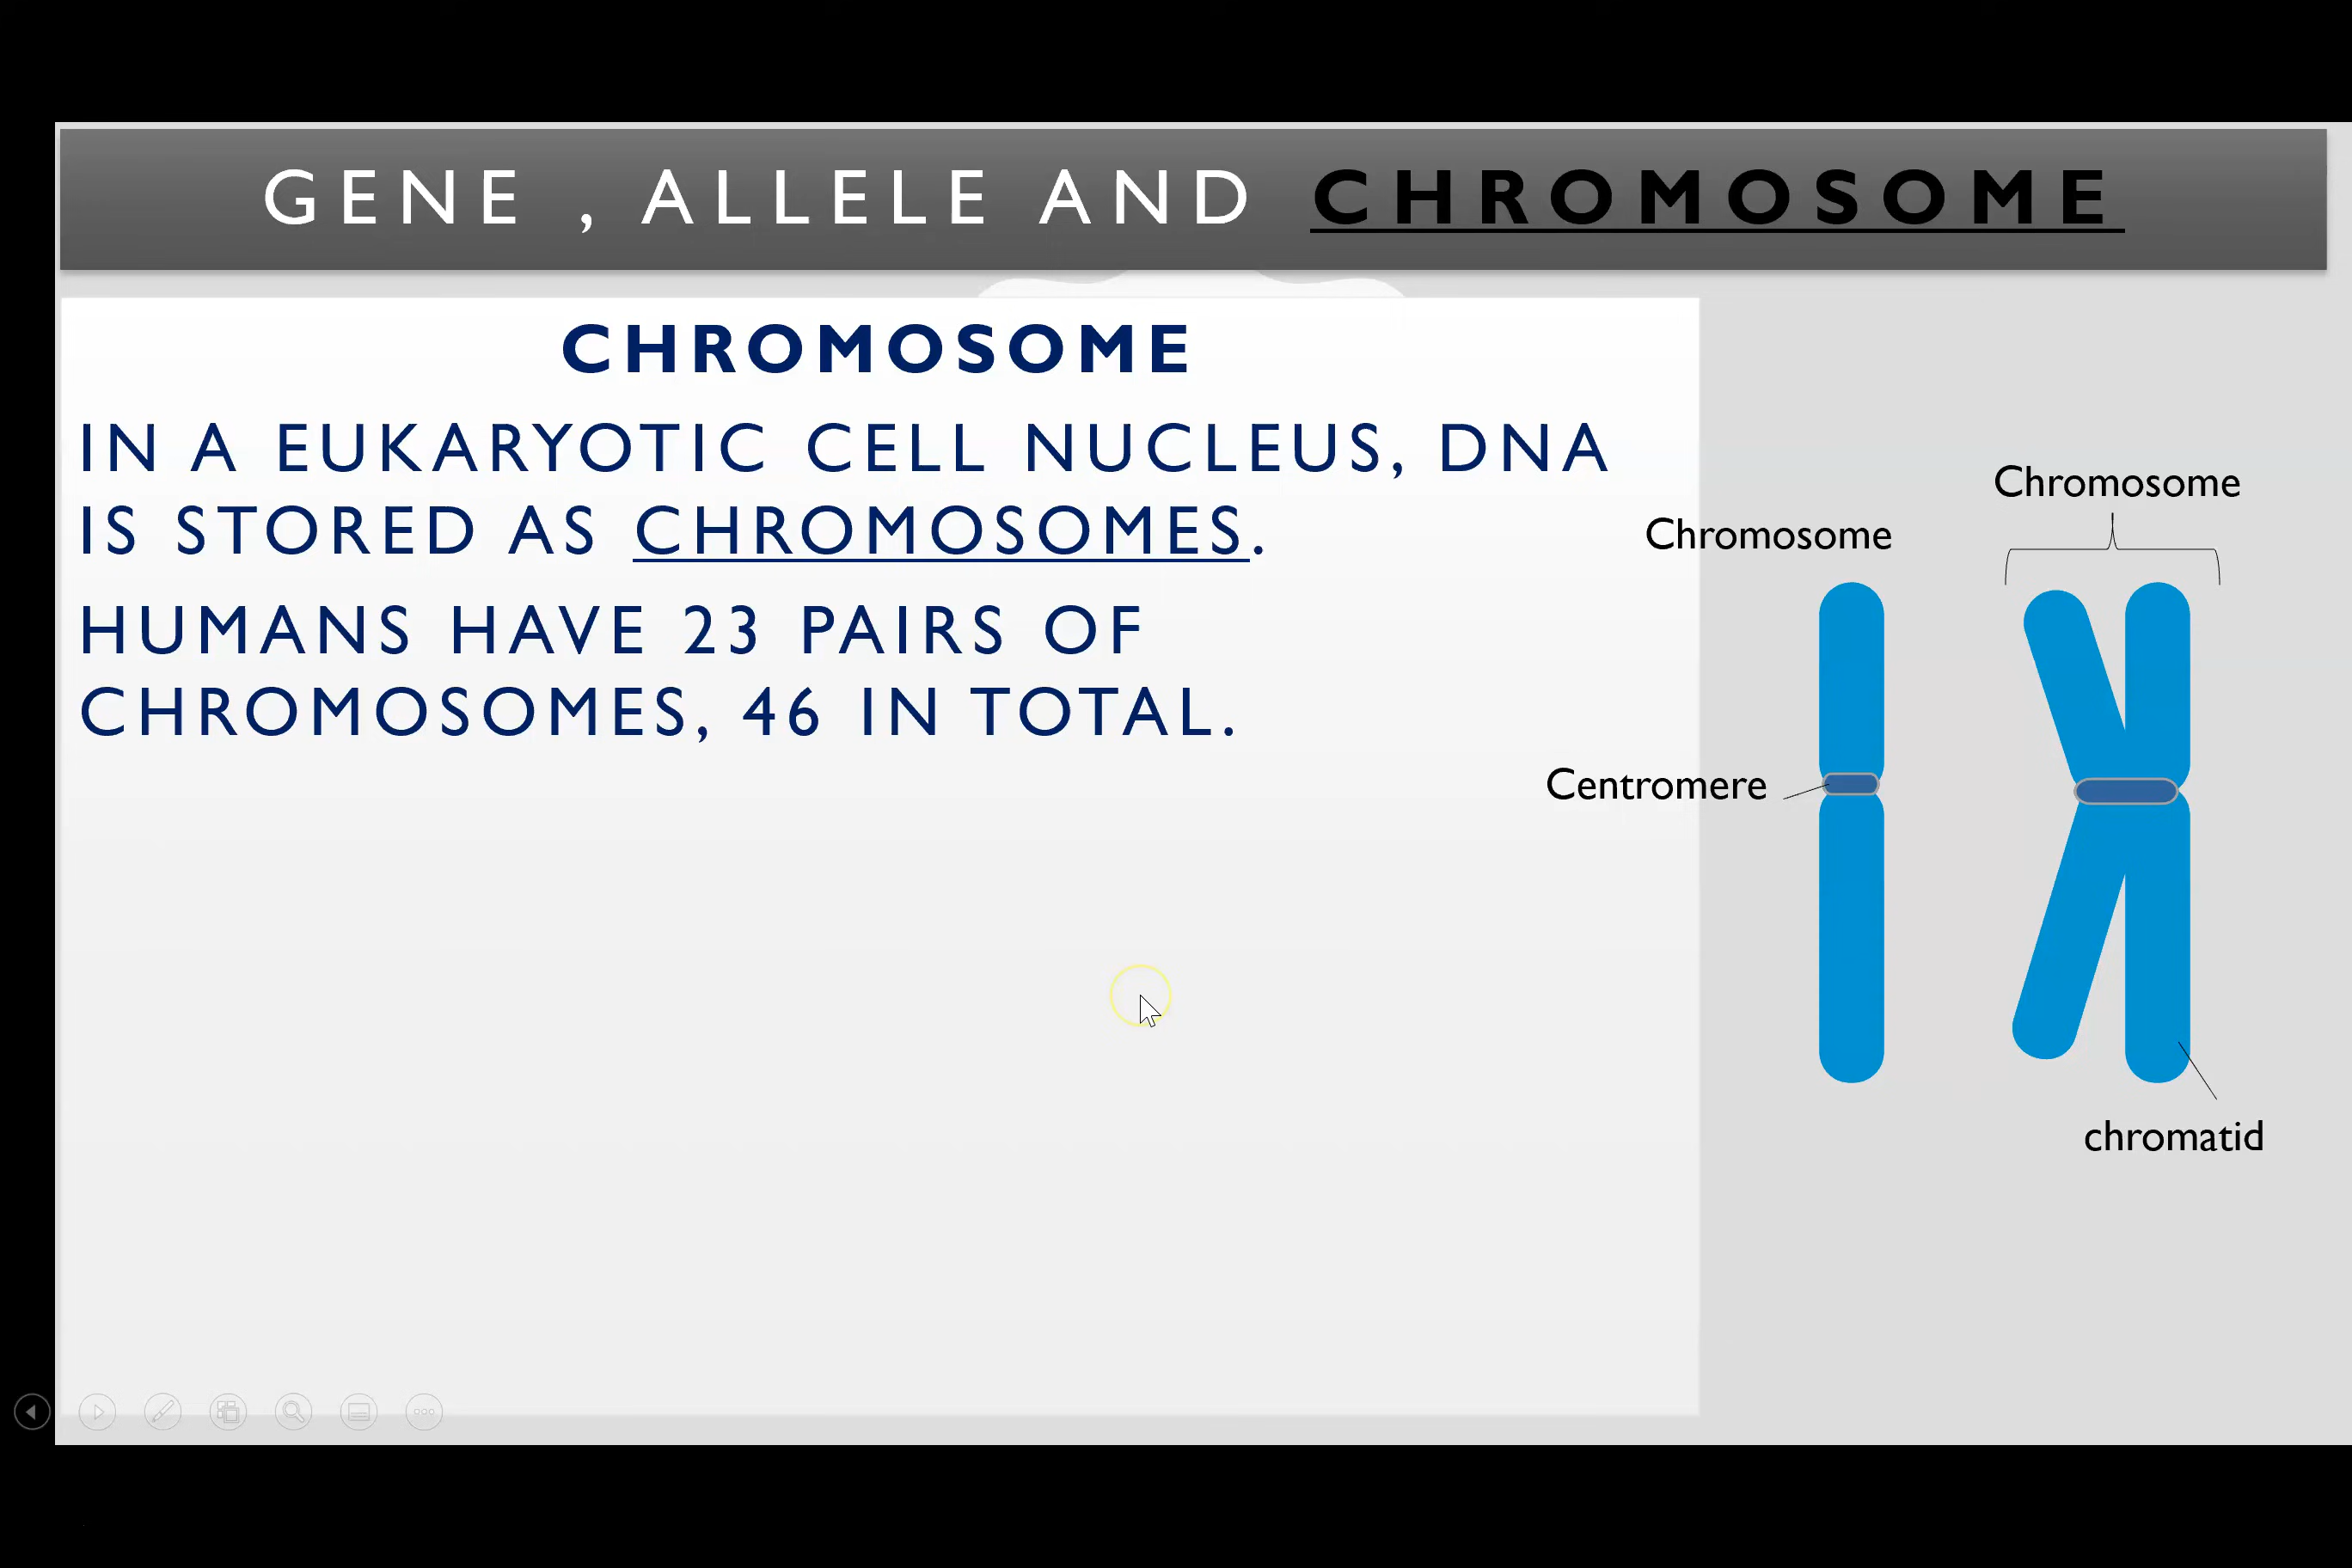 GENE , ALLELE AND CHROMOSOME
CHROMOSOME
IN A EUKARYOTIC CELL NUCLEUS, DNA
IS STORED AS CHROMOSOMES.
HUMANS HAVE 23 PAIRS OF
CHROMOSOMES, 46 IN TOTAL.
Chromosome
Chromosome
Centromere
chromatid